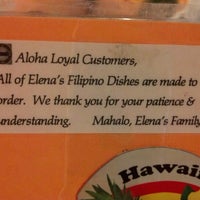 Aloha Loyal Customers,
All of Elena's Filipino Dishes are made to
order. We thank you for your patience &
understanding. Mahalo, Elena's Family